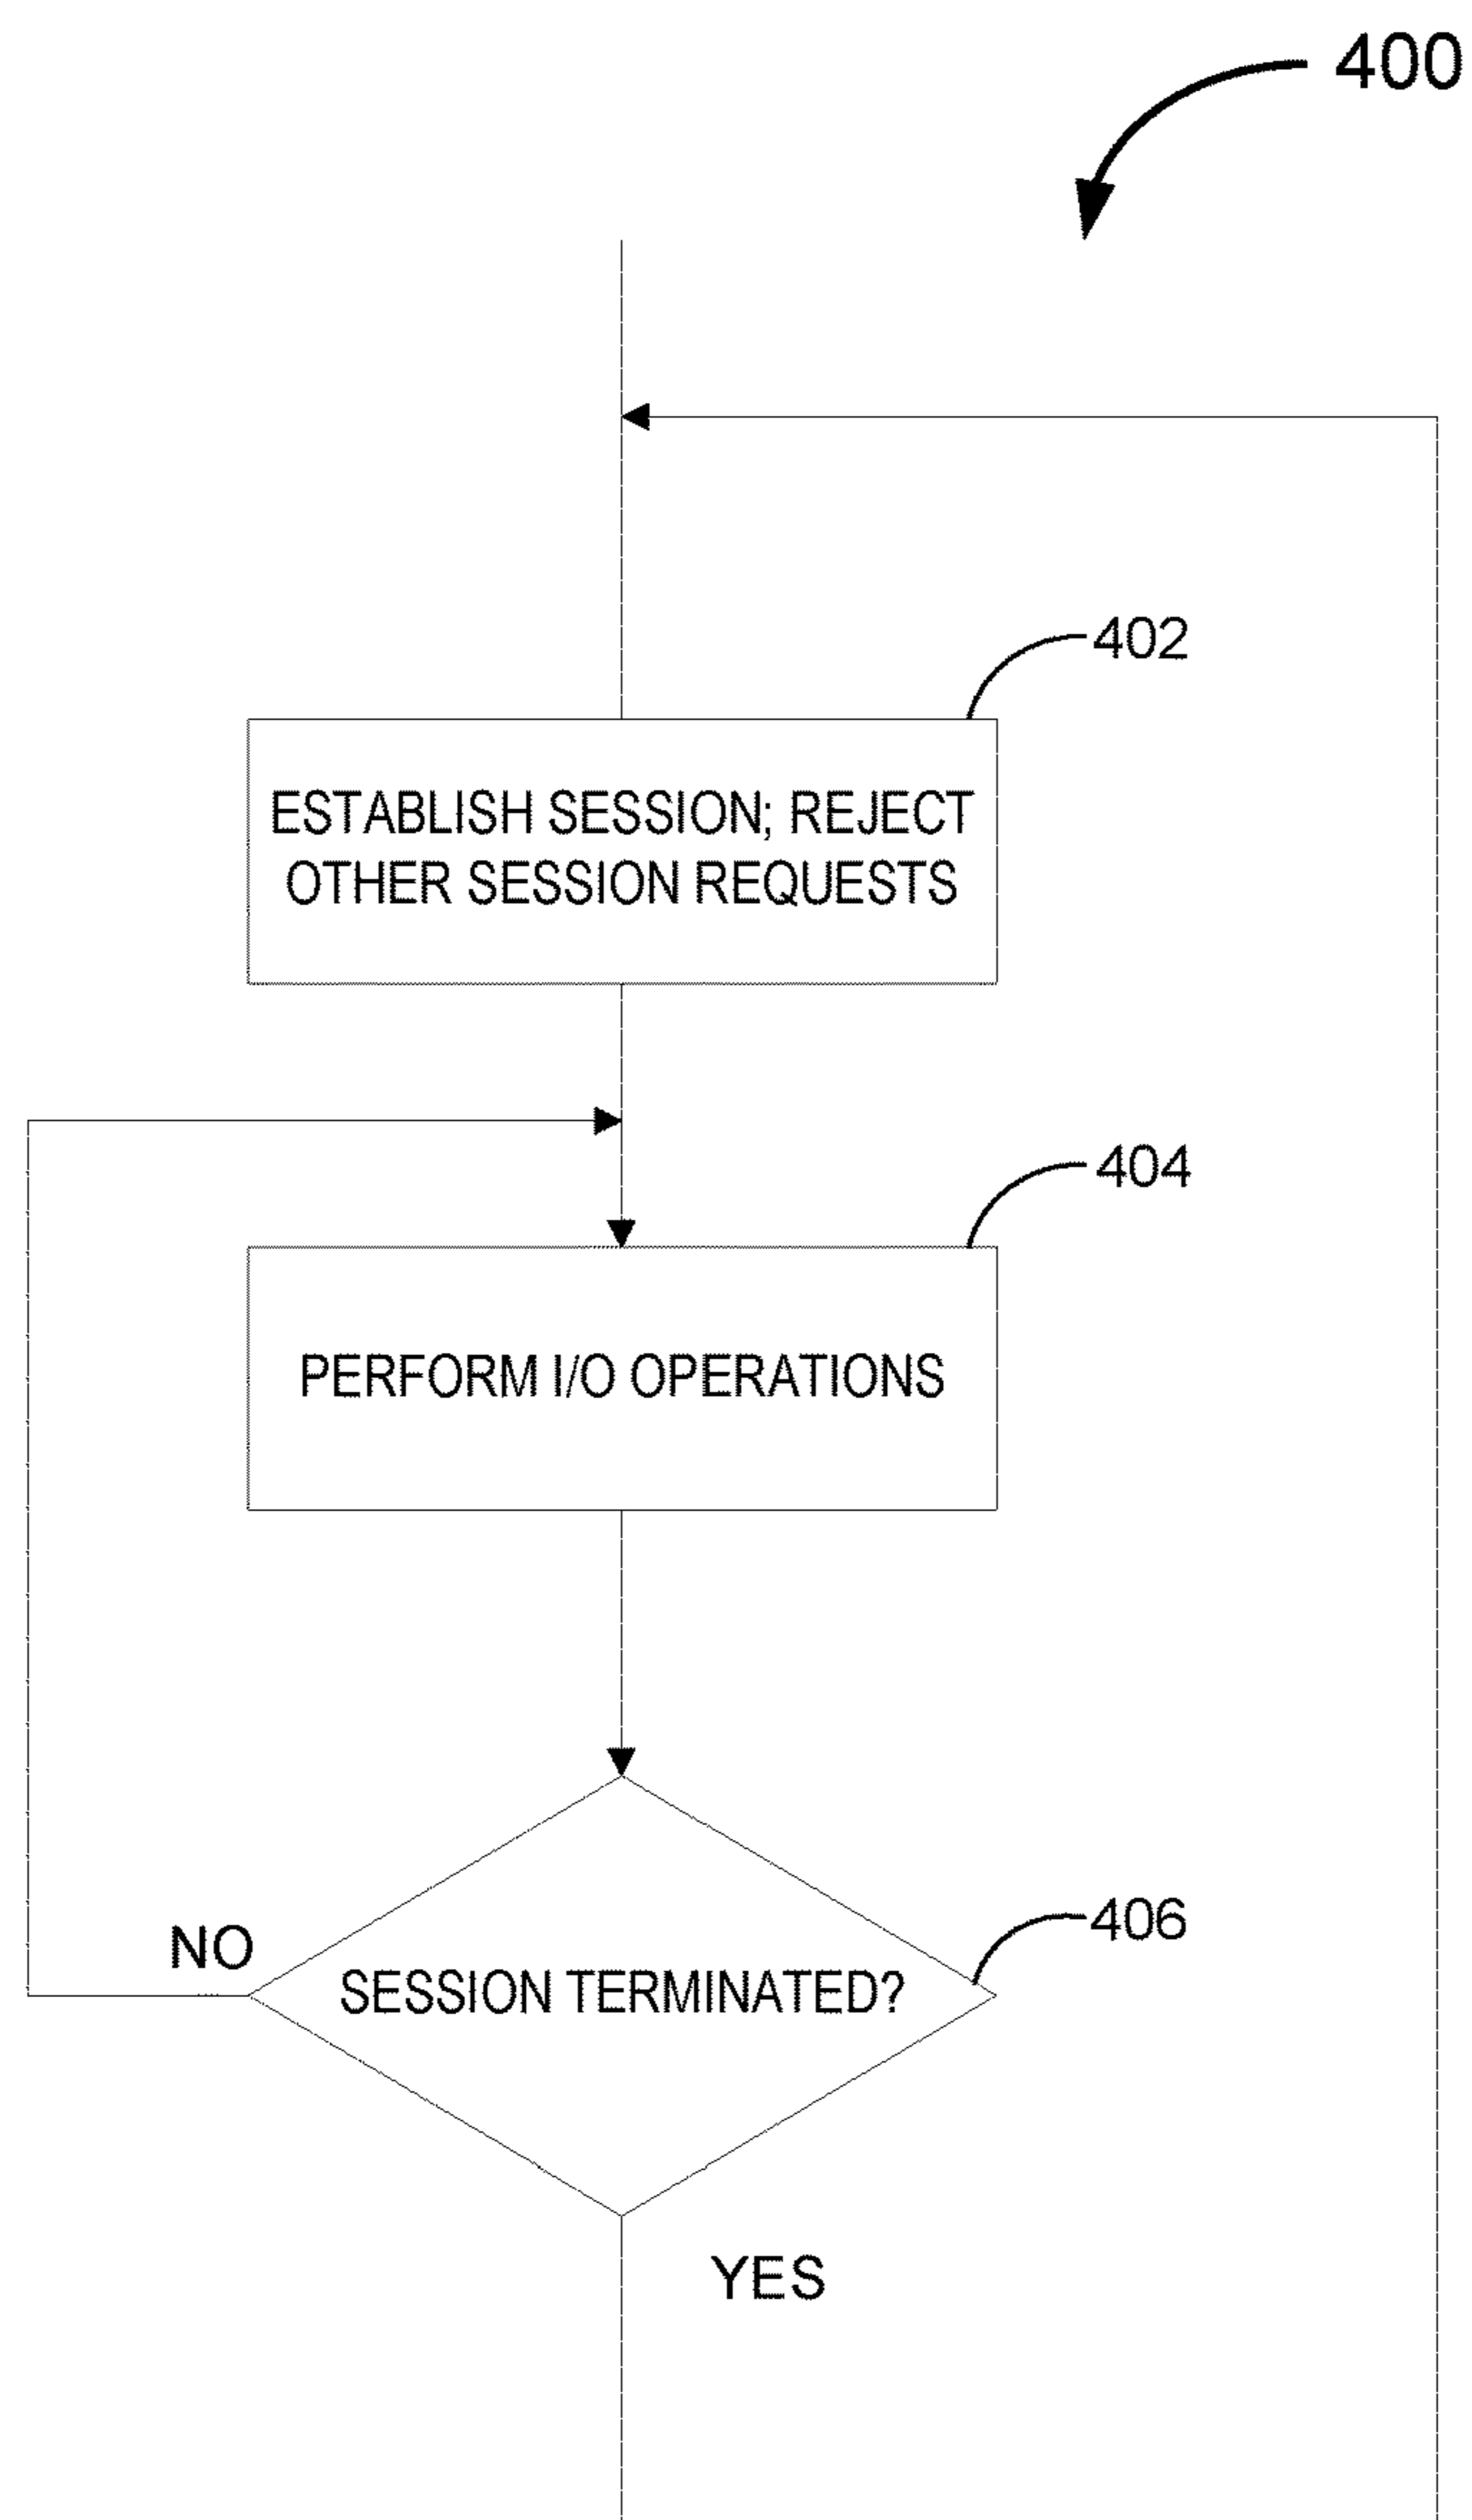 400
402
ESTABLISH SESSION; REJECT
OTHER SESSION REQUESTS
404
PERFORM I/O OPERATIONS
406
NO
SESSION TERMINATED?
YES